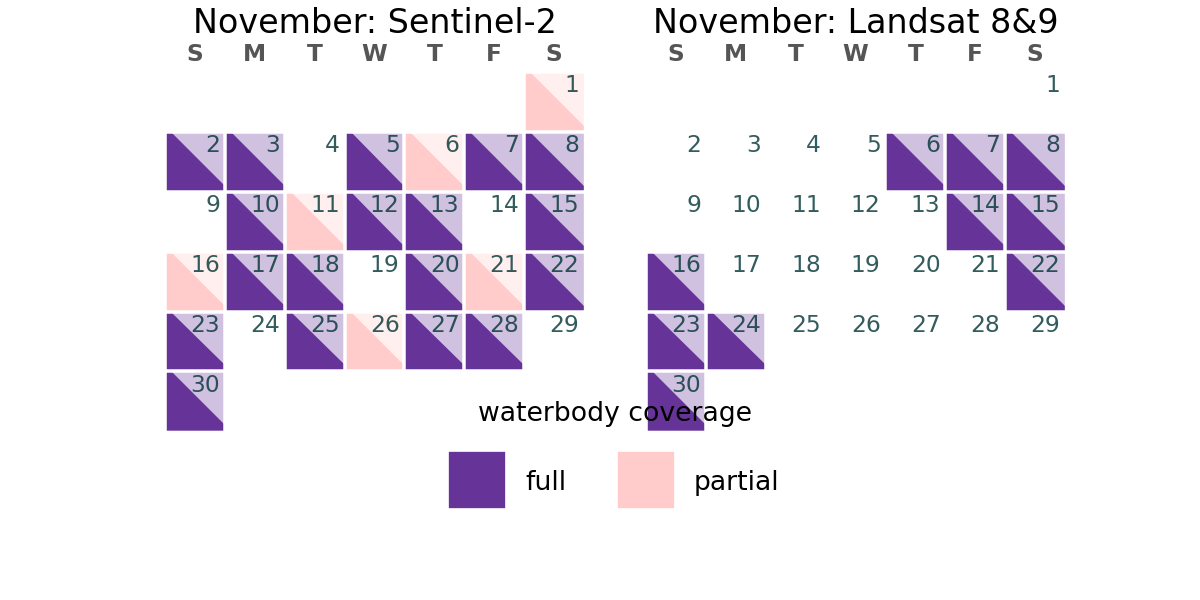 November: Sentinel-2
S M T W T F S
1
2 3 4 5 6 7 8
9 10 11 12 13 14 15
16 17 18 19 20 21 22
23 24 25 26 27 28 29
30
November: Landsat 8&9
S M T W T F S
1
2 3 4 5 6 7 8
9 10 11 12 13 14 15
16 17 18 19 20 21 22
23 24 25 26 27 28 29
30
waterbody coverage
full partial